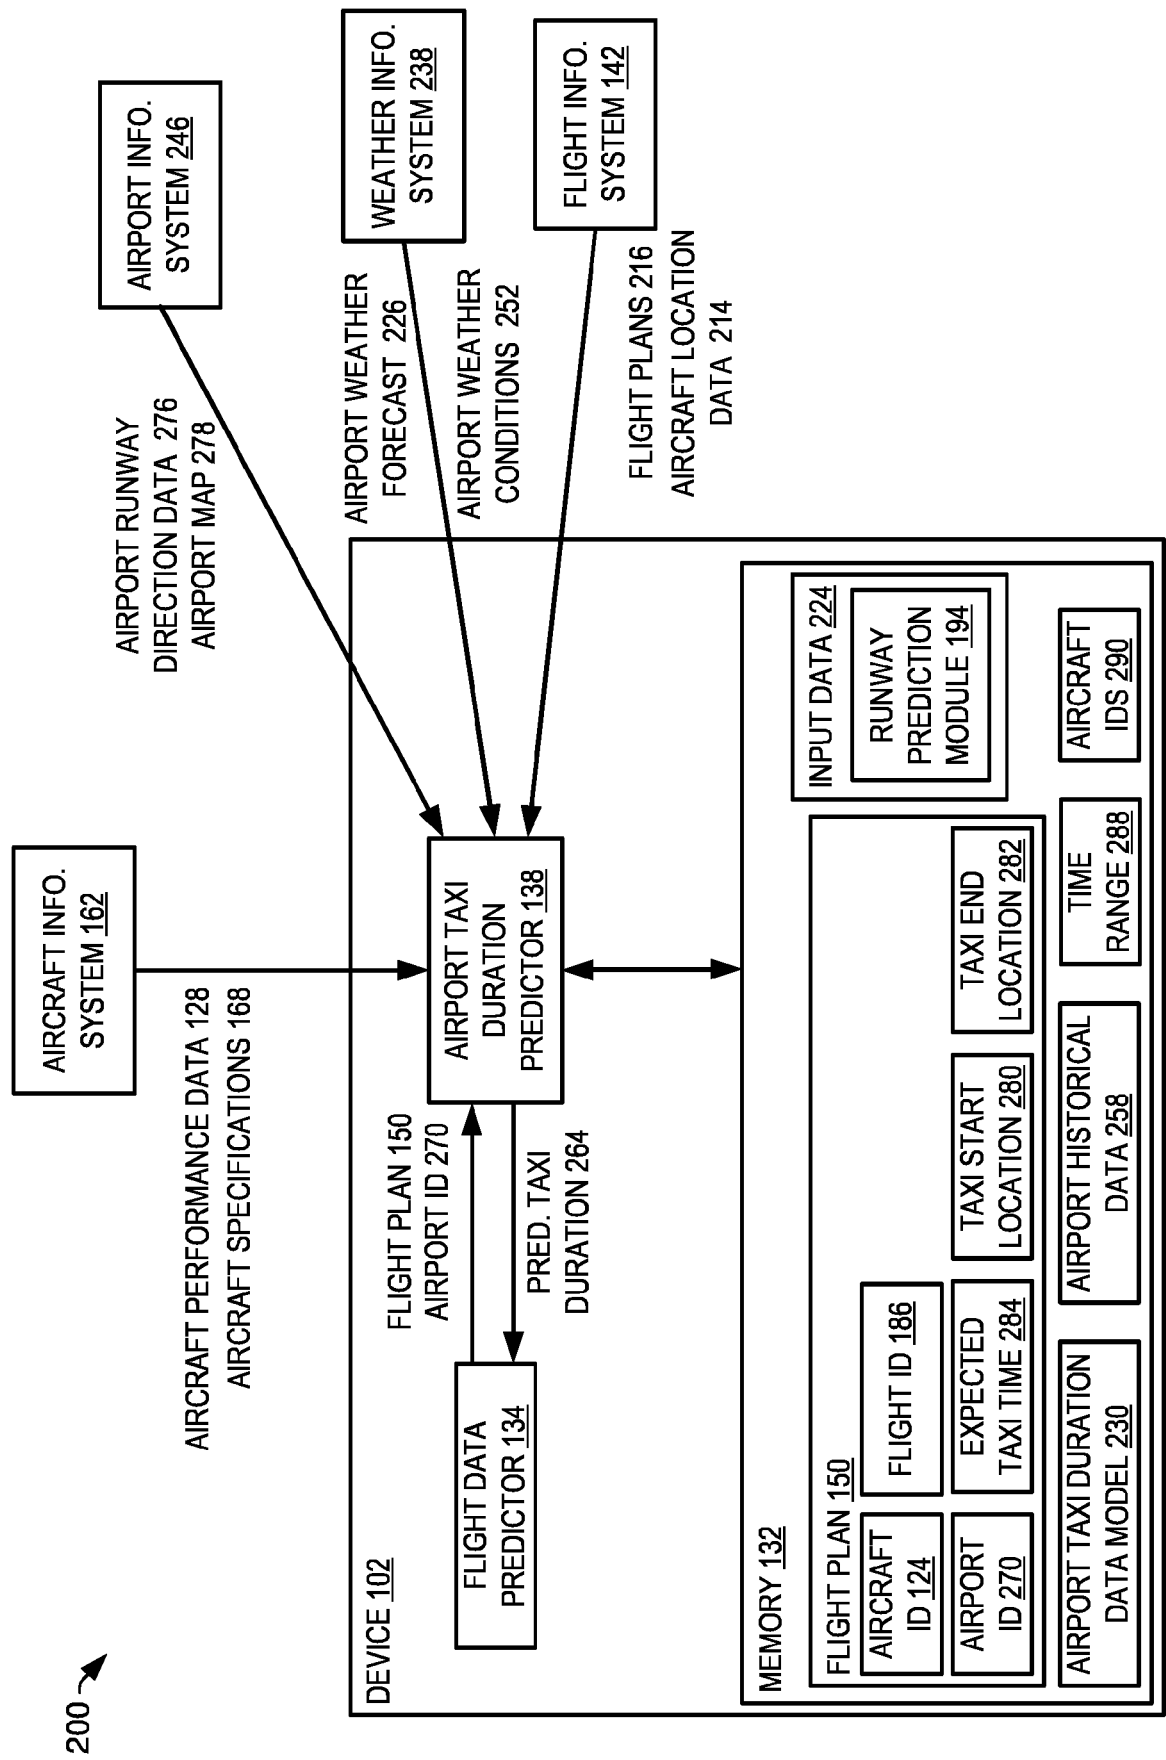 200
AIRCRAFT INFO.
SYSTEM 162
AIRPORT INFO.
SYSTEM 246
WEATHER INFO.
SYSTEM 238
FLIGHT INFO.
SYSTEM 142
AIRCRAFT PERFORMANCE DATA 128
AIRCRAFT SPECIFICATIONS 168
AIRPORT RUNWAY
DIRECTION DATA 276
AIRPORT MAP 278
AIRPORT WEATHER
FORECAST 226
AIRPORT WEATHER
CONDITIONS 252
FLIGHT PLANS 216
AIRCRAFT LOCATION
DATA 214
DEVICE 102
FLIGHT DATA
PREDICTOR 134
FLIGHT PLAN 150
AIRPORT ID 270
PRED. TAXI
DURATION 264
AIRPORT TAXI
DURATION
PREDICTOR 138
MEMORY 132
FLIGHT PLAN 150
AIRCRAFT
ID 124
FLIGHT ID 186
AIRPORT
ID 270
EXPECTED
TAXI TIME 284
TAXI START
LOCATION 280
TAXI END
LOCATION 282
INPUT DATA 224
RUNWAY
PREDICTION
MODULE 194
AIRPORT TAXI DURATION
DATA MODEL 230
AIRPORT HISTORICAL
DATA 258
TIME
RANGE 288
AIRCRAFT
IDS 290